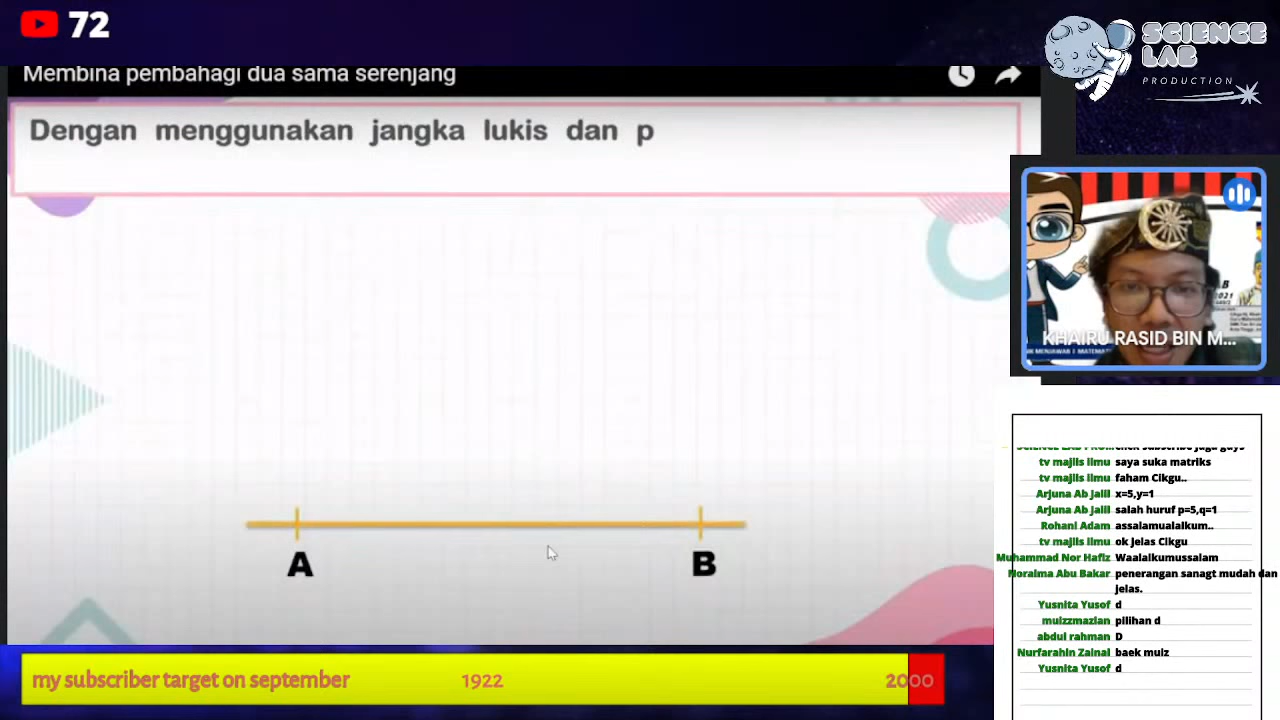 72
SCIENCE
LAB
PRODUCTION
Membina pembahagi dua sama serenjang
Dengan menggunakan jangka lukis dan p
A
B
KHAIRU RASID BIN M...
tv majlis ilmu saya suka matriks
tv majlis ilmu faham Cikgu..
Arjuna Ab Jalil x=5,y=1
Arjuna Ab Jalil salah huruf p=5,q=1
Rohani Adam assalamualaikum..
tv majlis ilmu ok jelas Cikgu
Muhammad Nor Hafiz Waalaikumussalam
Noraima Abu Bakar penerangan sanagt mudah dan
jelas.
Yusnita Yusof d
muizzmazlan pilihan d
abdul rahman D
Nurfarahin Zainal baek muiz
Yusnita Yusof d
my subscriber target on september 1922 2000